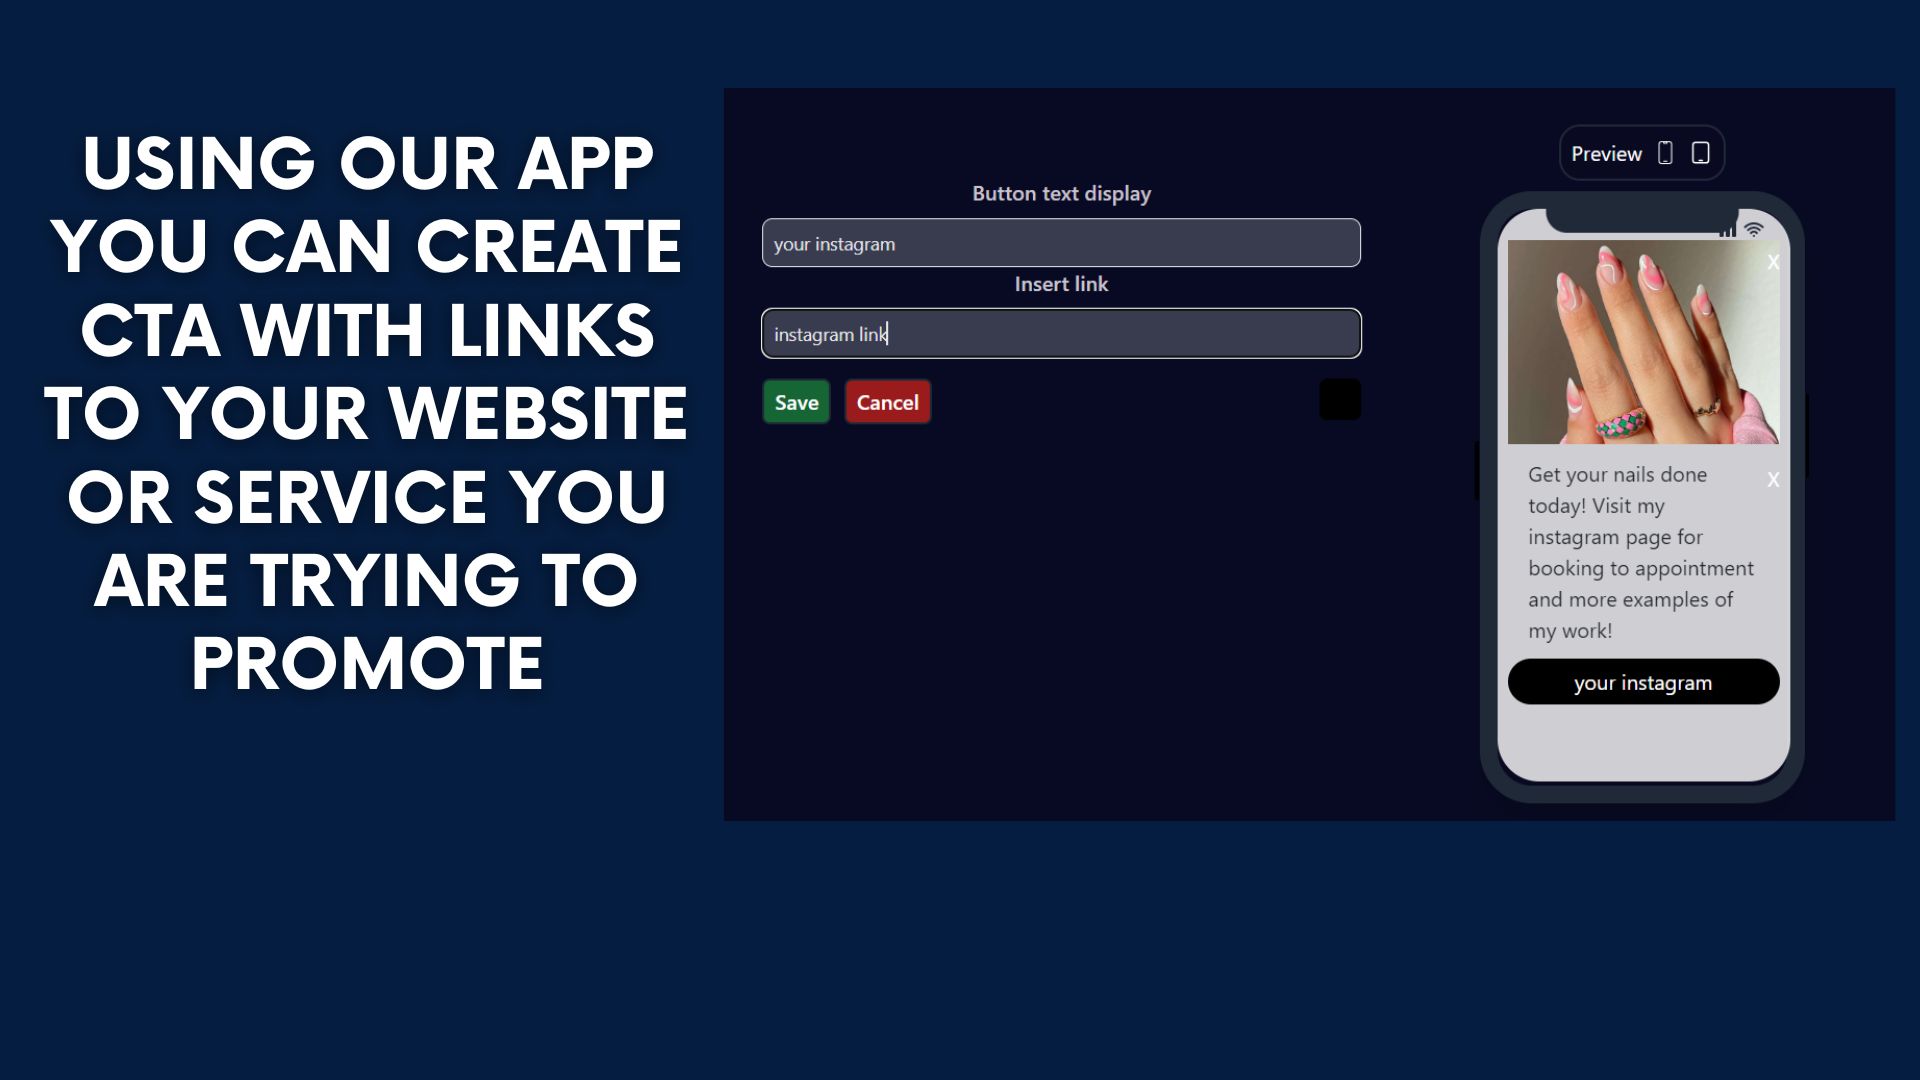 USING OUR APP
YOU CAN CREATE
CTA WITH LINKS
TO YOUR WEBSITE
OR SERVICE YOU
ARE TRYING TO
PROMOTE
Button text display
your instagram
Insert link
instagram link
Save Cancel
Preview
X
Get your nails done
today! Visit my
instagram page for
booking to appointment
and more examples of
my work!
X
your instagram